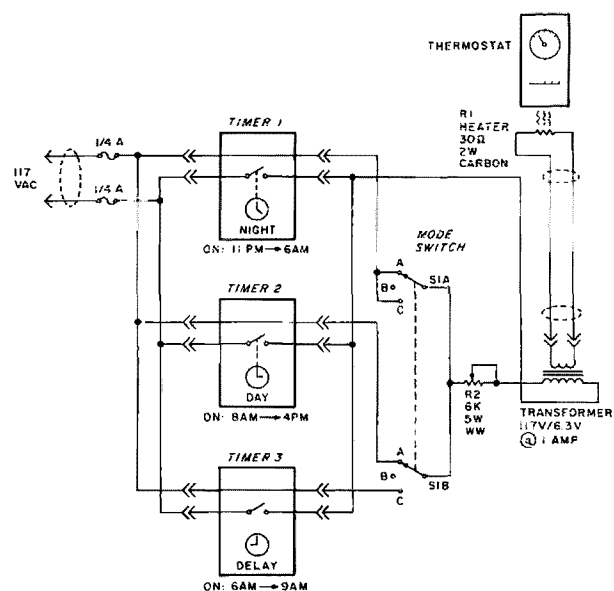 THERMOSTAT
R1
HEATER
30Ω
2W
CARBON
TIMER 1
1/4 A
117
VAC
1/4 A
NIGHT
ON: 11 PM→6AM
MODE
SWITCH
A
S1A
B
C
TIMER 2
DAY
ON: 8AM→4PM
R2
6K
5W
WW
TRANSFORMER
117V/6.3V
@ 1 AMP
A
B
S1B
C
TIMER 3
DELAY
ON: 6AM→9AM